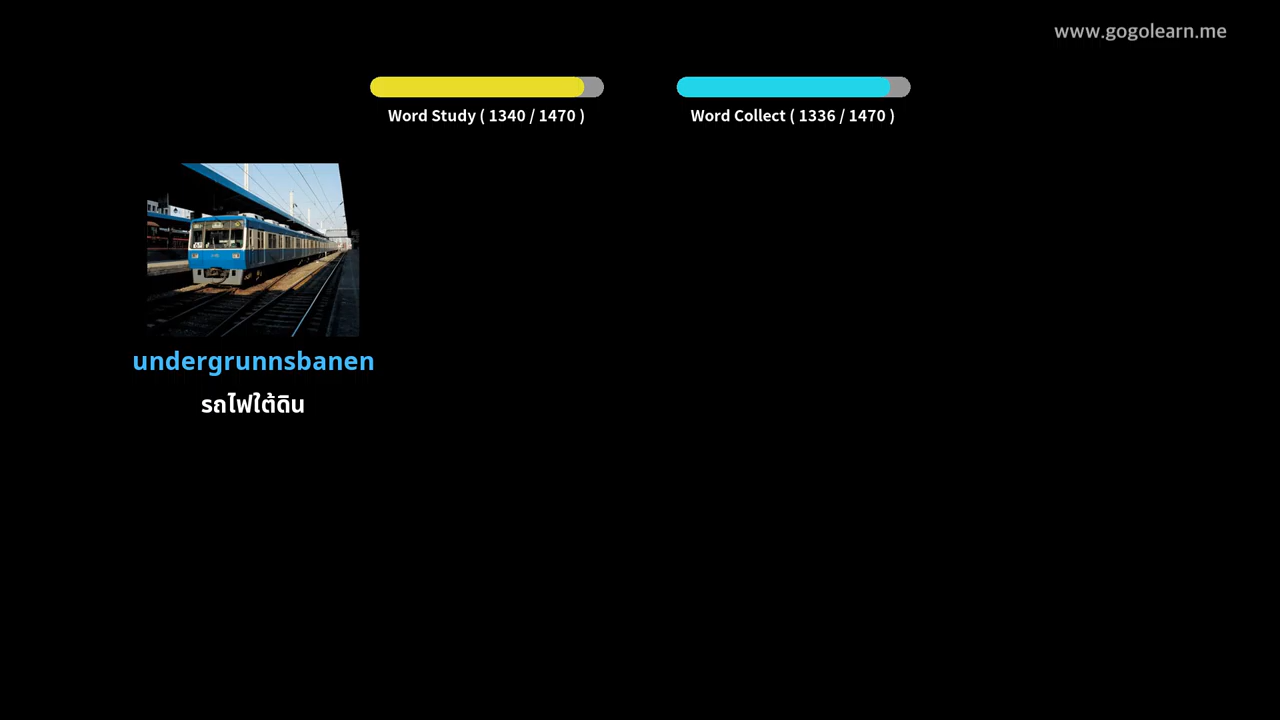 www.gogolearn.me
Word Study ( 1340 / 1470 )
Word Collect ( 1336 / 1470 )
undergrunnsbanen
รถไฟใต้ดิน